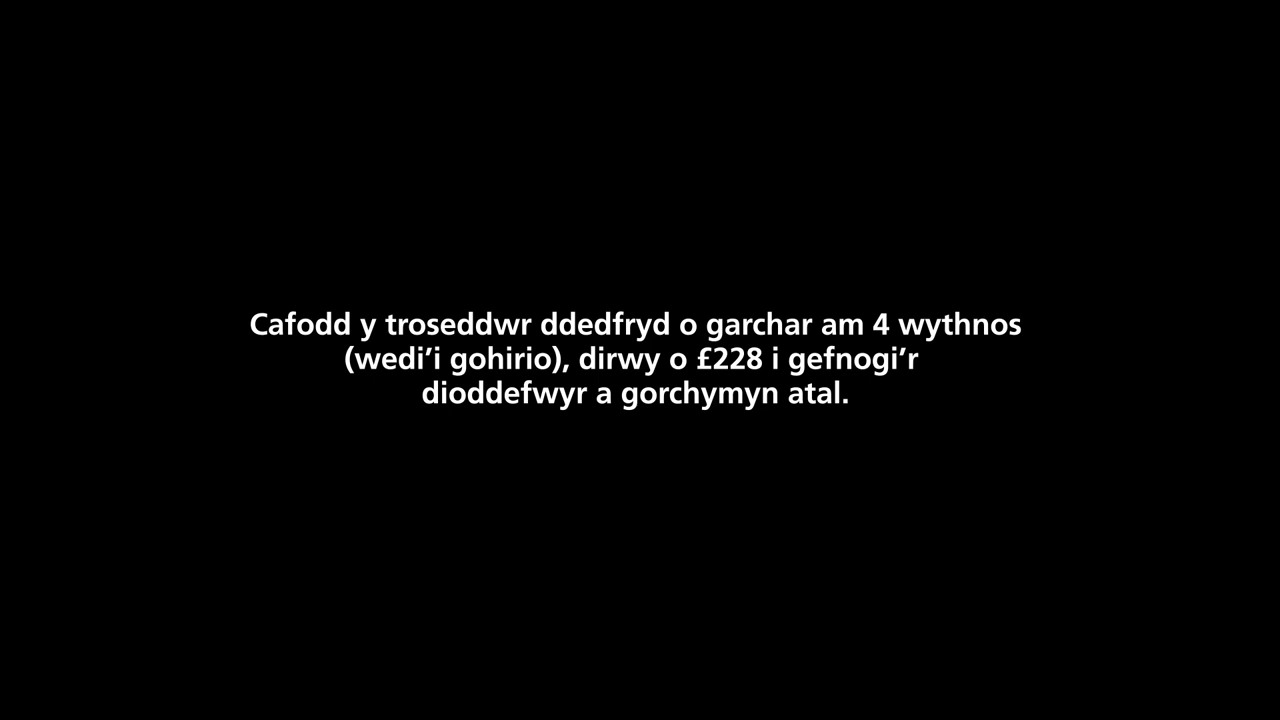 Cafodd y troseddwr ddedfryd o garchar am 4 wythnos
(wedi’i gohirio), dirwy o £228 i gefnogi’r
dioddefwyr a gorchymyn atal.